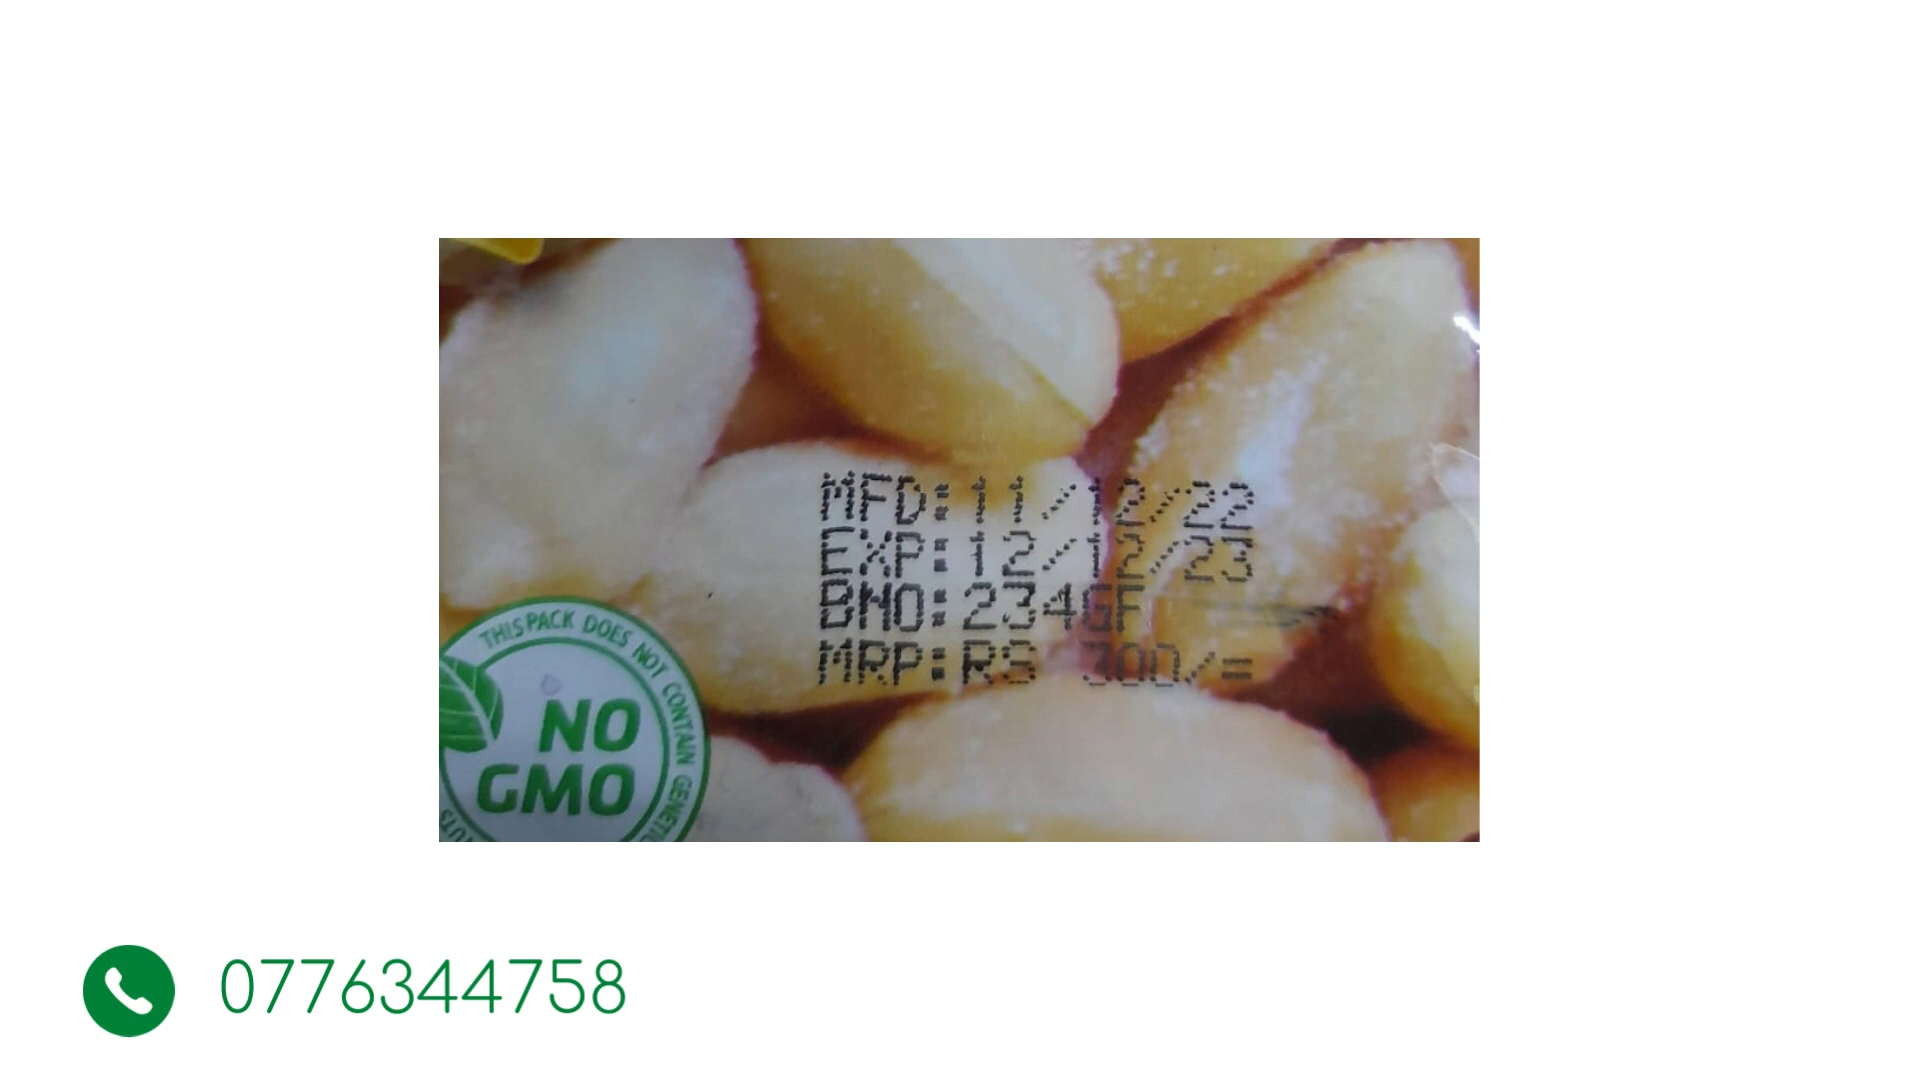 MFD:11/12/22
EXP:12/12/23
BNO:234GF
MRP:RS 300/=
THIS PACK DOES NOT CONTAIN
NO
GMO
0776344758